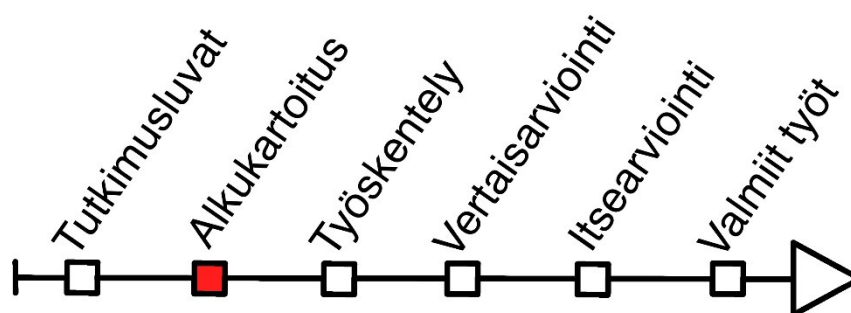 Tutkimusluvat
Alkukartoitus
Työskentely
Vertaisarviointi
Itsearviointi
Valmiit työt